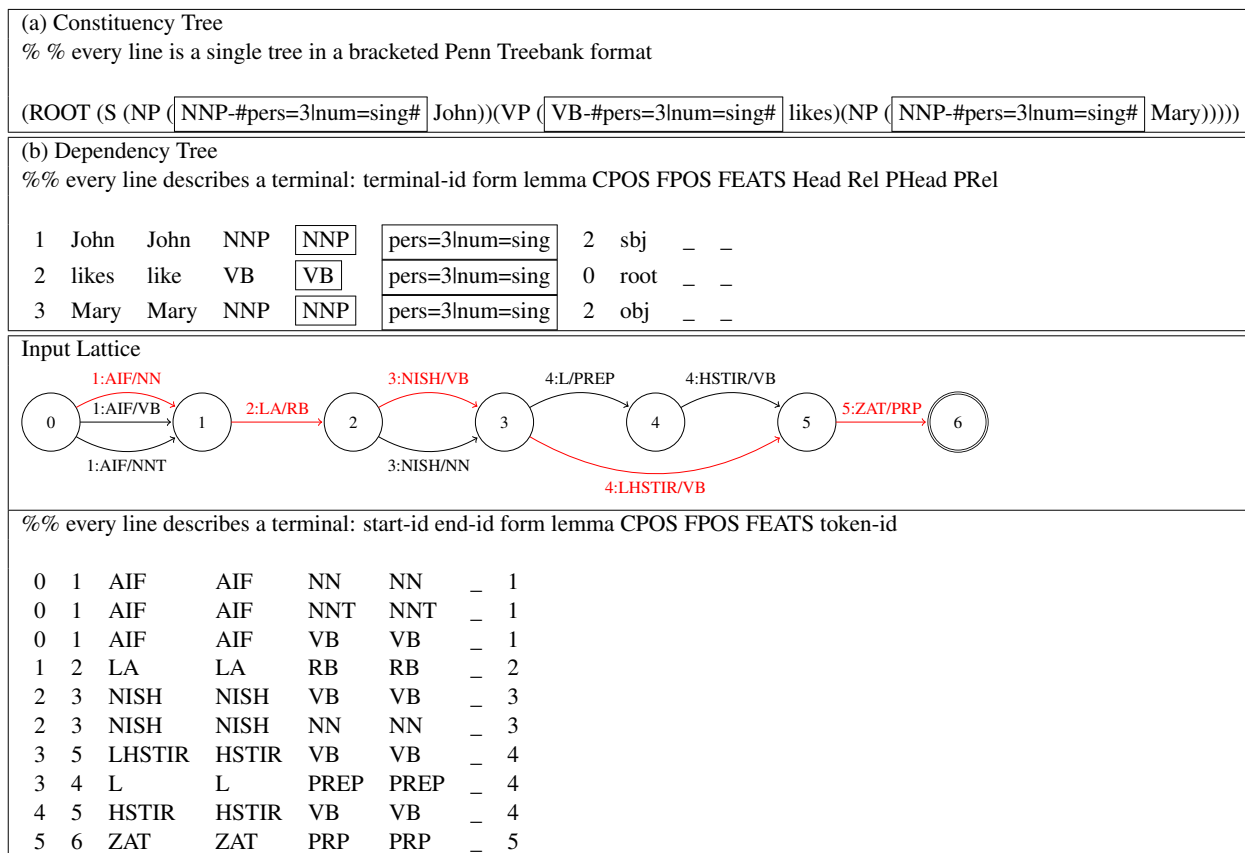 (a) Constituency Tree
% % every line is a single tree in a bracketed Penn Treebank format
(ROOT (S (NP ( NNP-#pers=3|num=sing# John))(VP ( VB-#pers=3|num=sing# likes)(NP ( NNP-#pers=3|num=sing# Mary)))))
(b) Dependency Tree
%% every line describes a terminal: terminal-id form lemma CPOS FPOS FEATS Head Rel PHead PRel
1 John John NNP NNP pers=3|num=sing 2 sbj _ _
2 likes like VB VB pers=3|num=sing 0 root _ _
3 Mary Mary NNP NNP pers=3|num=sing 2 obj _ _
Input Lattice
1:AIF/NN 3:NISH/VB 4:L/PREP 4:HSTIR/VB
1:AIF/VB 2:LA/RB 5:ZAT/PRP
0 1 2 3 4 5 6
1:AIF/NNT 3:NISH/NN
4:LHSTIR/VB
%% every line describes a terminal: start-id end-id form lemma CPOS FPOS FEATS token-id
0 1 AIF AIF NN NN _ 1
0 1 AIF AIF NNT NNT _ 1
0 1 AIF AIF VB VB _ 1
1 2 LA LA RB RB _ 2
2 3 NISH NISH VB VB _ 3
2 3 NISH NISH NN NN _ 3
3 5 LHSTIR HSTIR VB VB _ 4
3 4 L L PREP PREP _ 4
4 5 HSTIR HSTIR VB VB _ 4
5 6 ZAT ZAT PRP PRP _ 5